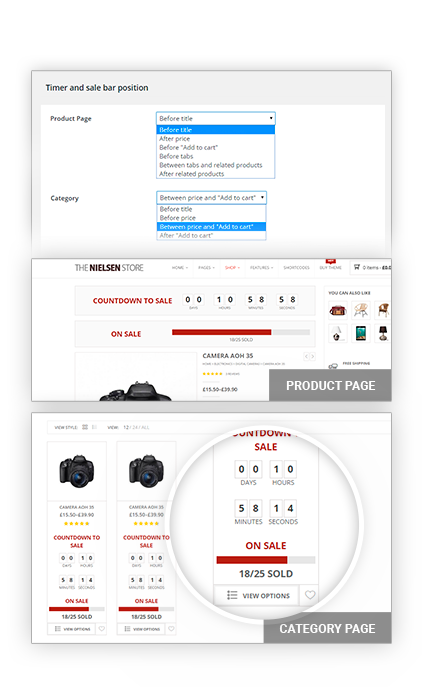 Timer and sale bar position
Product Page
Before title
Before title
After price
Before "Add to cart"
Before tabs
Between tabs and related products
After related products
Category
Between price and "Add to cart"
Before title
Before price
Between price and "Add to cart"
After "Add to cart"
THE NIELSEN STORE
HOME PAGES SHOP FEATURES SHORTCODES BUY THEME
0 items - £0.0
COUNTDOWN TO SALE
0 0 1 0 5 8 5 8
DAYS HOURS MINUTES SECONDS
YOU CAN ALSO LIKE
ON SALE
18/25 SOLD
CAMERA AOH 35
HOME / ELECTRONICS / DIGITAL CAMERA / CAMERA AOH 35
£15.50–£39.90
FREE SHIPPING
PRODUCT PAGE
VIEW STYLE: VIEW: 12 / 24 / ALL
CAMERA AOH 35
£15.50–£39.90
COUNTDOWN TO
SALE
0 0 1 0
DAYS HOURS
5 8 1 4
MINUTES SECONDS
ON SALE
VIEW OPTIONS
CAMERA AOH 35
£15.50–£39.90
COUNTDOWN TO
SALE
0 0 1 0
DAYS HOURS
5 8 1 4
MINUTES SECONDS
ON SALE
VIEW OPTIONS
OUNTDOWN T
SALE
0 0 1 0
DAYS HOURS
5 8 1 4
MINUTES SECONDS
ON SALE
18/25 SOLD
VIEW OPTIONS
CATEGORY PAGE